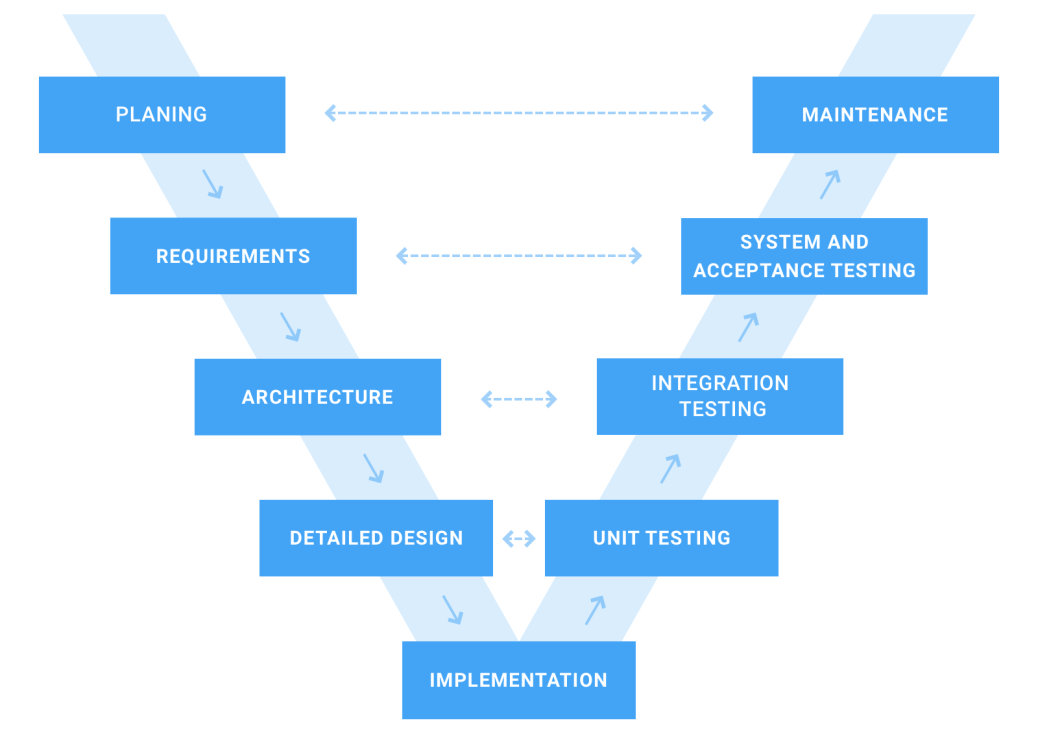 PLANING
MAINTENANCE
REQUIREMENTS
SYSTEM AND
ACCEPTANCE TESTING
ARCHITECTURE
INTEGRATION
TESTING
DETAILED DESIGN
UNIT TESTING
IMPLEMENTATION